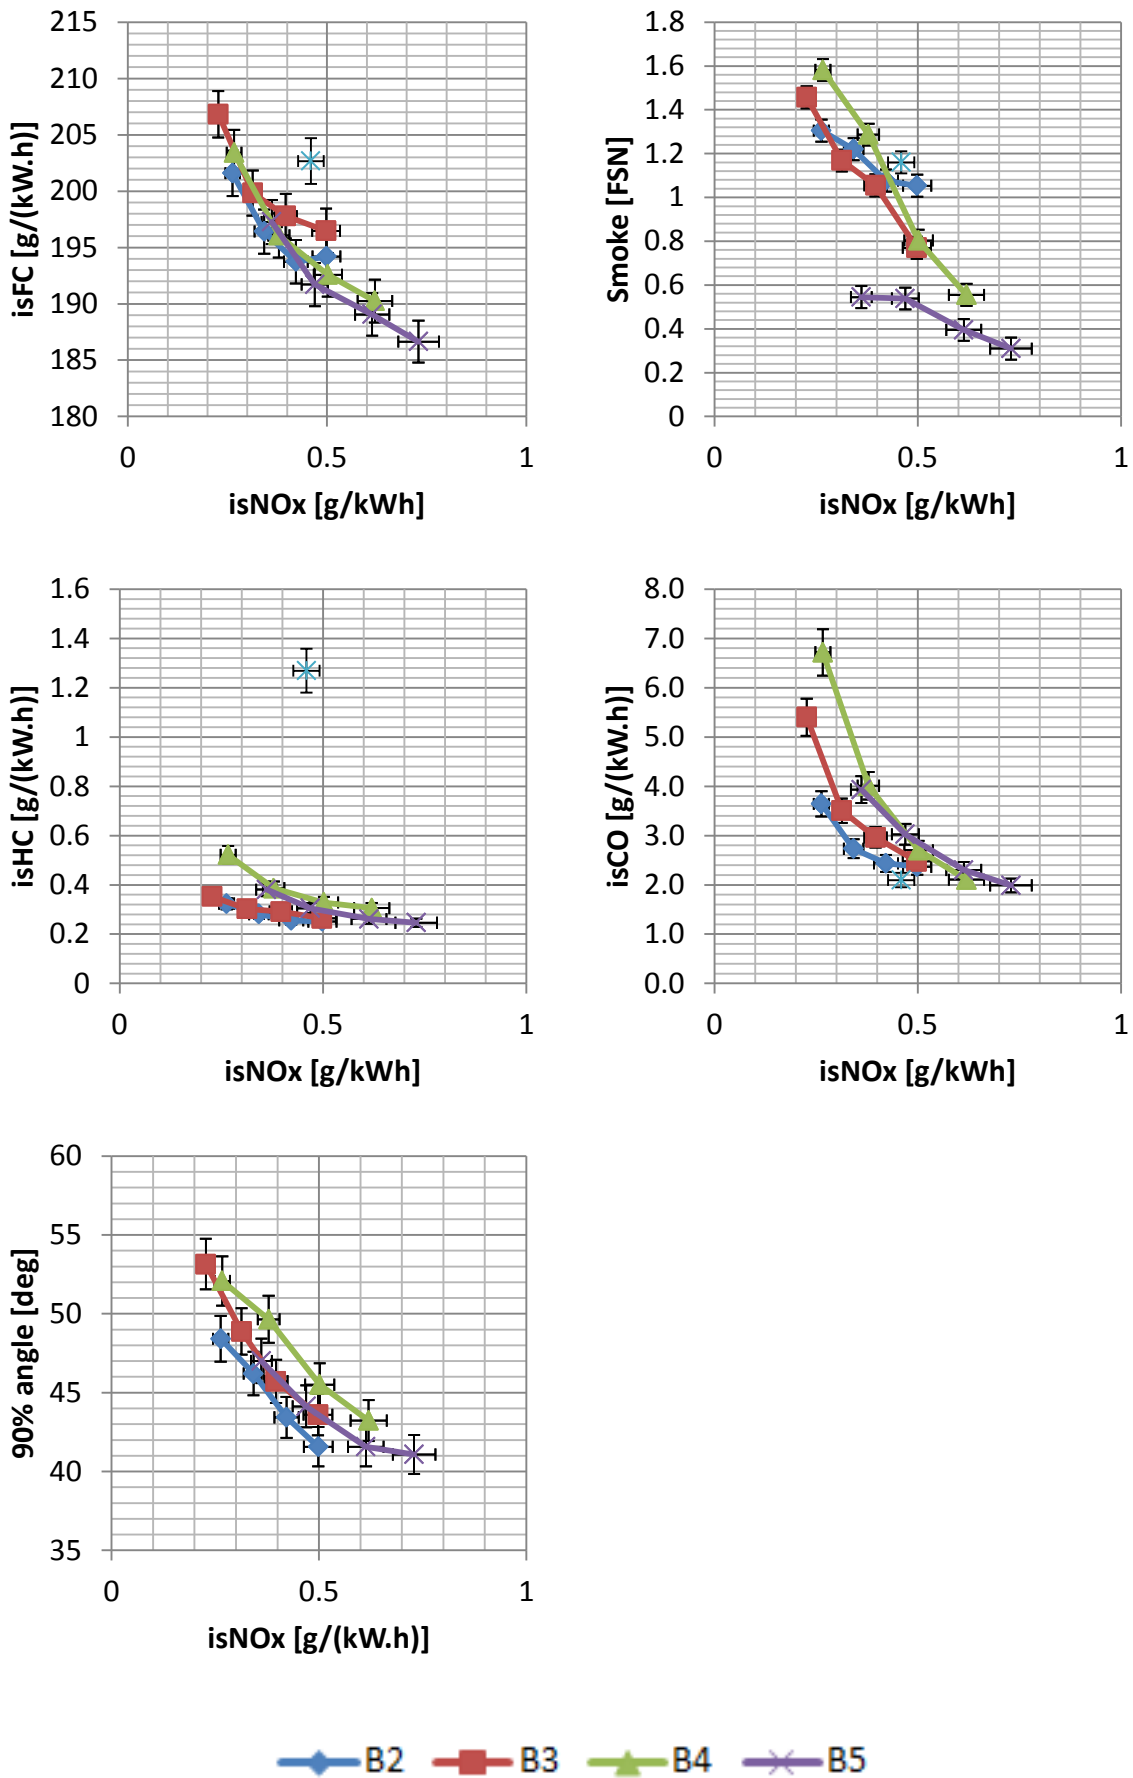 215
210
205
200
195
190
185
180
isFC [g/(kW.h)]
0 0.5 1
isNOx [g/kWh]
1.8
1.6
1.4
1.2
1
0.8
0.6
0.4
0.2
0
Smoke [FSN]
0 0.5 1
isNOx [g/kWh]
1.6
1.4
1.2
1
0.8
0.6
0.4
0.2
0
isHC [g/(kW.h)]
0 0.5 1
isNOx [g/kWh]
8.0
7.0
6.0
5.0
4.0
3.0
2.0
1.0
0.0
isCO [g/(kW.h)]
0 0.5 1
isNOx [g/kWh]
60
55
50
45
40
35
90% angle [deg]
0 0.5 1
isNOx [g/(kW.h)]
B2 B3 B4 B5